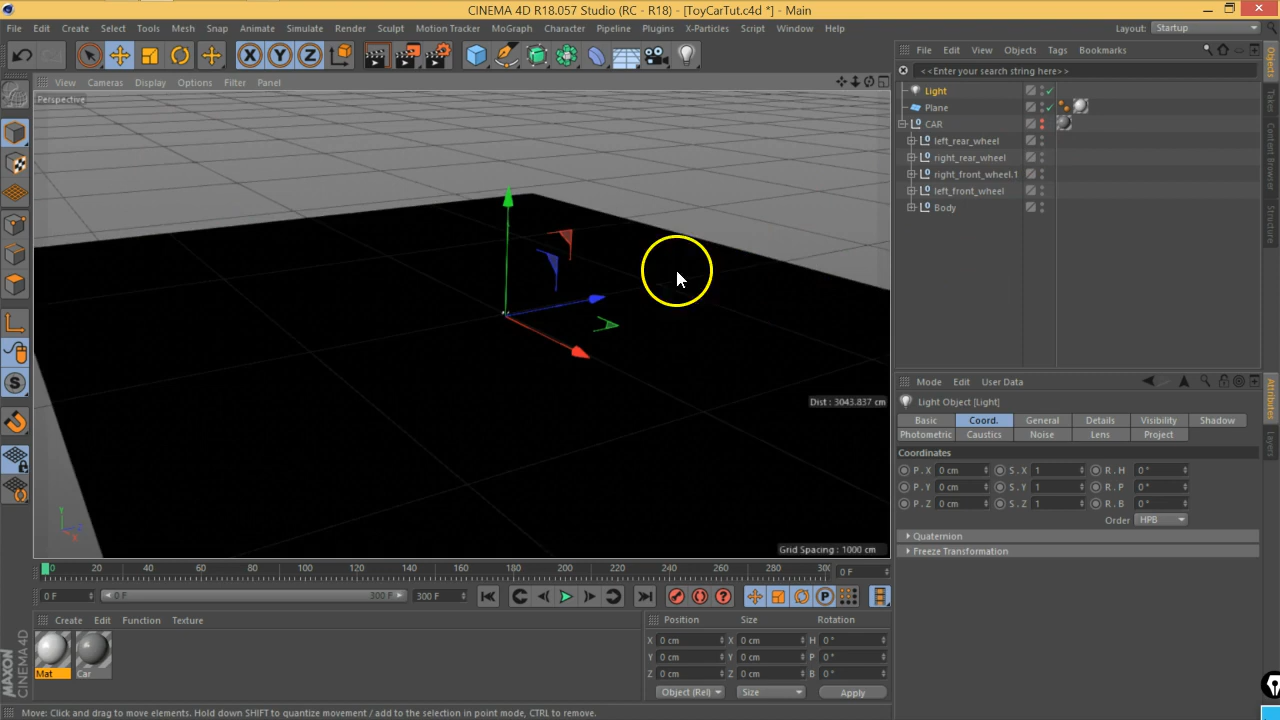 CINEMA 4D R18.057 Studio (RC - R18) - [ToyCarTut.c4d *] - Main
File Edit Create Select Tools Mesh Snap Animate Simulate Render Sculpt Motion Tracker MoGraph Character Pipeline Plugins X-Particles Script Window Help
Layout: Startup
X Y Z
File Edit View Objects Tags Bookmarks
<<Enter your search string here>>
View Cameras Display Options Filter Panel
Perspective
Light
Plane
CAR
left_rear_wheel
right_rear_wheel
right_front_wheel.1
left_front_wheel
Body
Objects
Takes
Content Browser
Structure
Dist : 3043.837 cm
Y
X
Grid Spacing : 1000 cm
Mode Edit User Data
Light Object [Light]
Basic Coord. General Details Visibility Shadow
Photometric Caustics Noise Lens Project
Coordinates
P . X 0 cm S . X 1 R . H 0 °
P . Y 0 cm S . Y 1 R . P 0 °
P . Z 0 cm S . Z 1 R . B 0 °
Order HPB
Quaternion
Freeze Transformation
Attributes
Layers
0 20 40 60 80 100 120 140 160 180 200 220 240 260 280 300 0 F
0 F 0 F 300 F 300 F
Create Edit Function Texture
Mat Car
Position Size Rotation
X 0 cm X 0 cm H 0 °
Y 0 cm Y 0 cm P 0 °
Z 0 cm Z 0 cm B 0 °
Object (Rel) Size Apply
MAXON CINEMA 4D
Move: Click and drag to move elements. Hold down SHIFT to quantize movement / add to the selection in point mode, CTRL to remove.